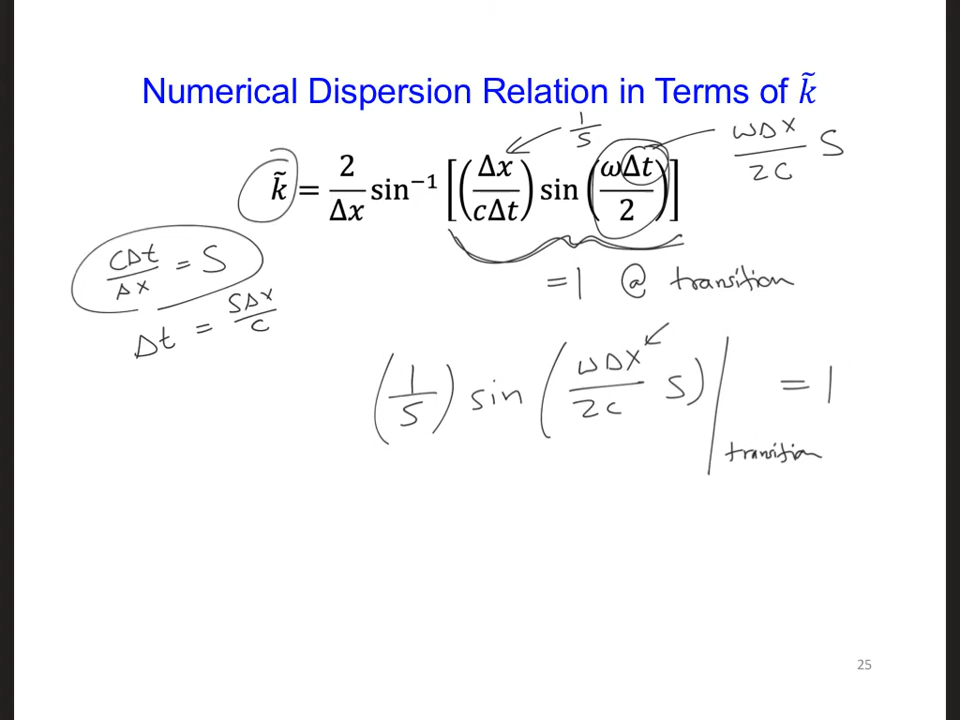 Numerical Dispersion Relation in Terms of k̃
1/S
ωΔx/2c S
k̃ = 2/Δx sin⁻¹ [(Δx/cΔt) sin (ωΔt/2)]
cΔt/Δx = S
= 1 @ transition
Δt = SΔx/c
(1/S) sin (ωΔx/2c S) | transition = 1
25